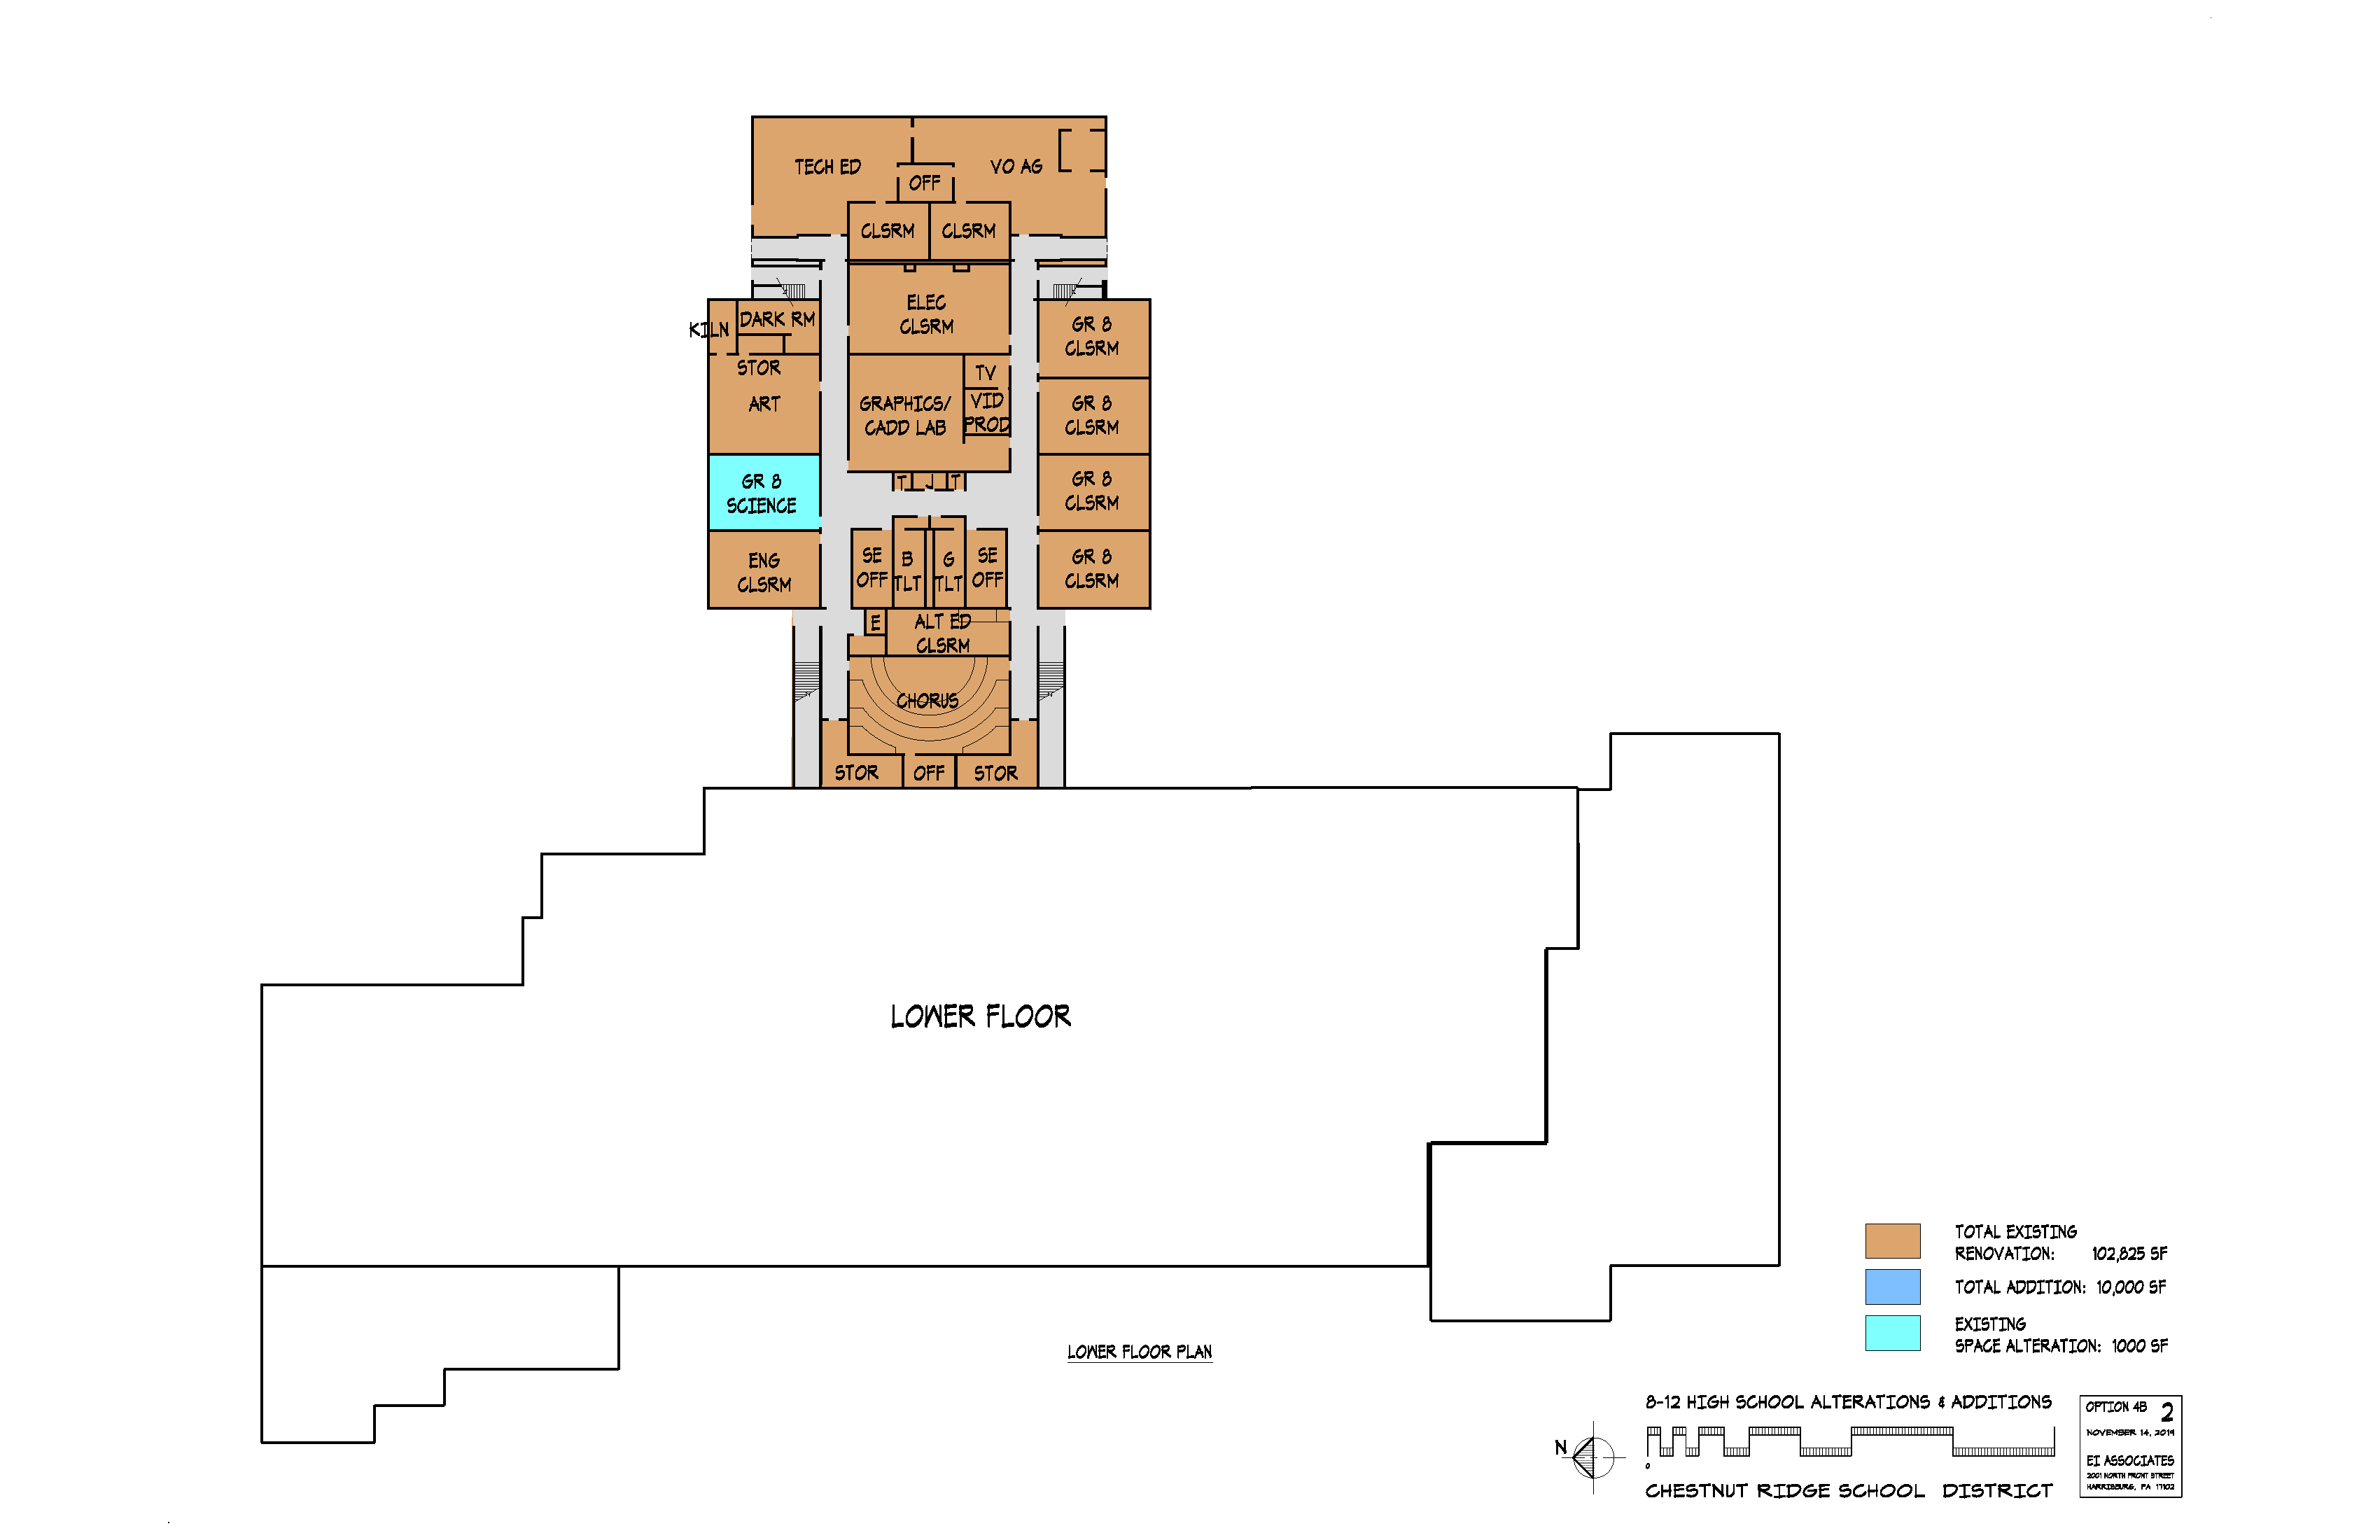 TECH ED
VO AG
OFF
CLSRM
CLSRM
ELEC
CLSRM
KILN
DARK RM
STOR
ART
GRAPHICS/
CADD LAB
TV
VID
PROD
GR 8
CLSRM
GR 8
CLSRM
GR 8
SCIENCE
T
J
T
GR 8
CLSRM
ENG
CLSRM
SE
OFF
B
TLT
G
TLT
SE
OFF
GR 8
CLSRM
E
ALT ED
CLSRM
CHORUS
STOR
OFF
STOR
LOWER FLOOR
LOWER FLOOR PLAN
TOTAL EXISTING
RENOVATION: 102,825 SF
TOTAL ADDITION: 10,000 SF
EXISTING
SPACE ALTERATION: 1000 SF
N
8-12 HIGH SCHOOL ALTERATIONS & ADDITIONS
0
CHESTNUT RIDGE SCHOOL DISTRICT
OPTION 4B 2
NOVEMBER 14, 2019
EI ASSOCIATES
2001 NORTH FRONT STREET
HARRISBURG, PA 17102